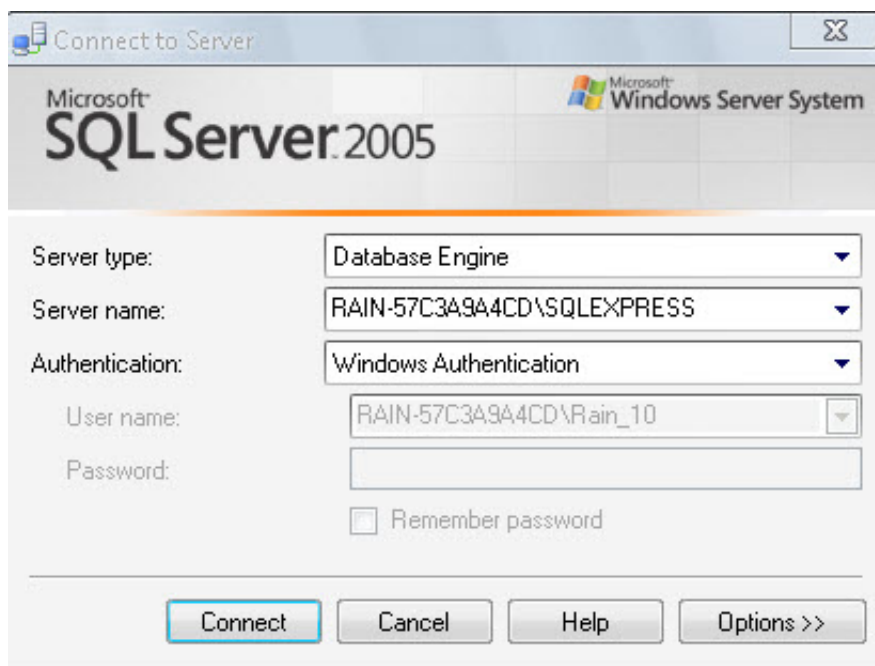 Connect to Server
Microsoft
SQL Server 2005
Microsoft
Windows Server System
Server type: Database Engine
Server name: RAIN-57C3A9A4CD\SQLEXPRESS
Authentication: Windows Authentication
User name: RAIN-57C3A9A4CD\Rain_10
Password:
Remember password
Connect Cancel Help Options >>